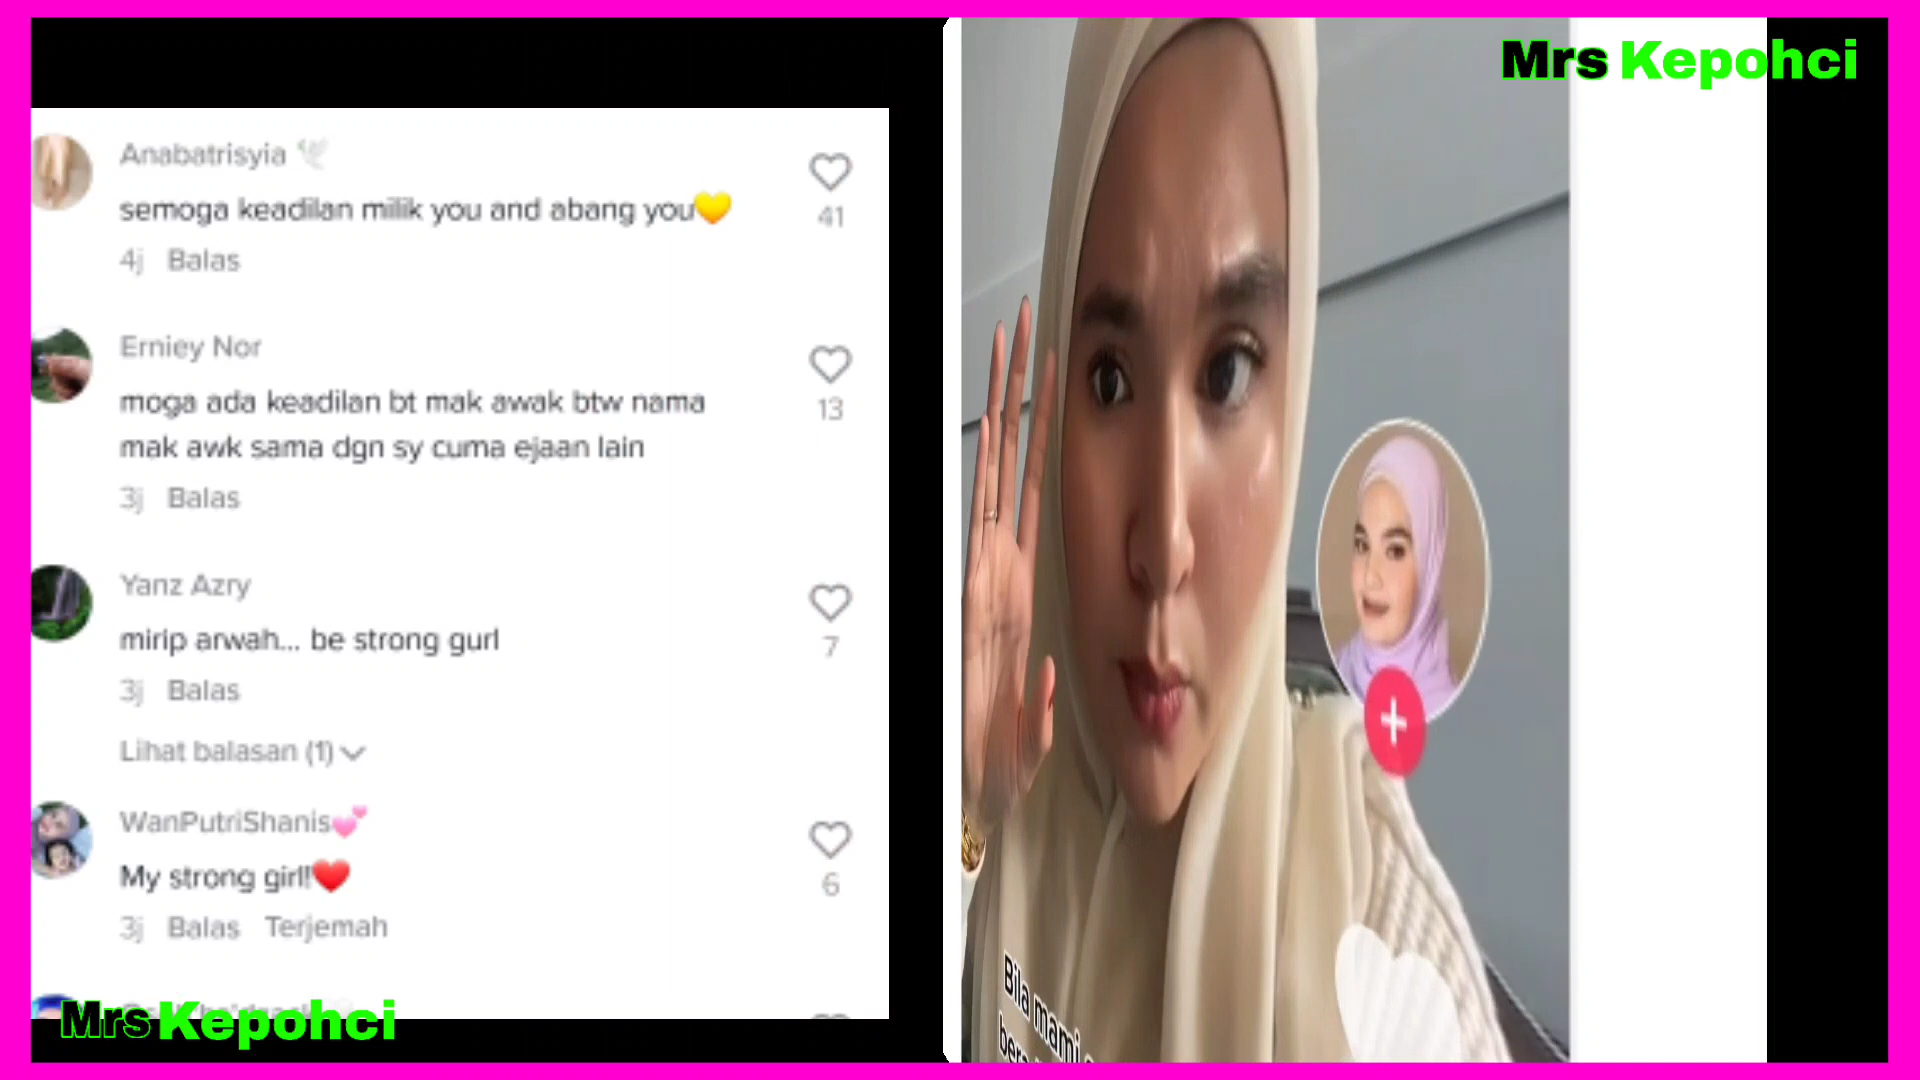 Mrs Kepohci
Anabatrisyia 🕊
semoga keadilan milik you and abang you💛
41
4j Balas
Erniey Nor
moga ada keadilan bt mak awak btw nama
mak awk sama dgn sy cuma ejaan lain
13
3j Balas
Yanz Azry
mirip arwah... be strong gurl
7
3j Balas
Lihat balasan (1)
WanPutriShanis💕
My strong girl!❤️
6
3j Balas Terjemah
Mrs Kepohci
Bila mami